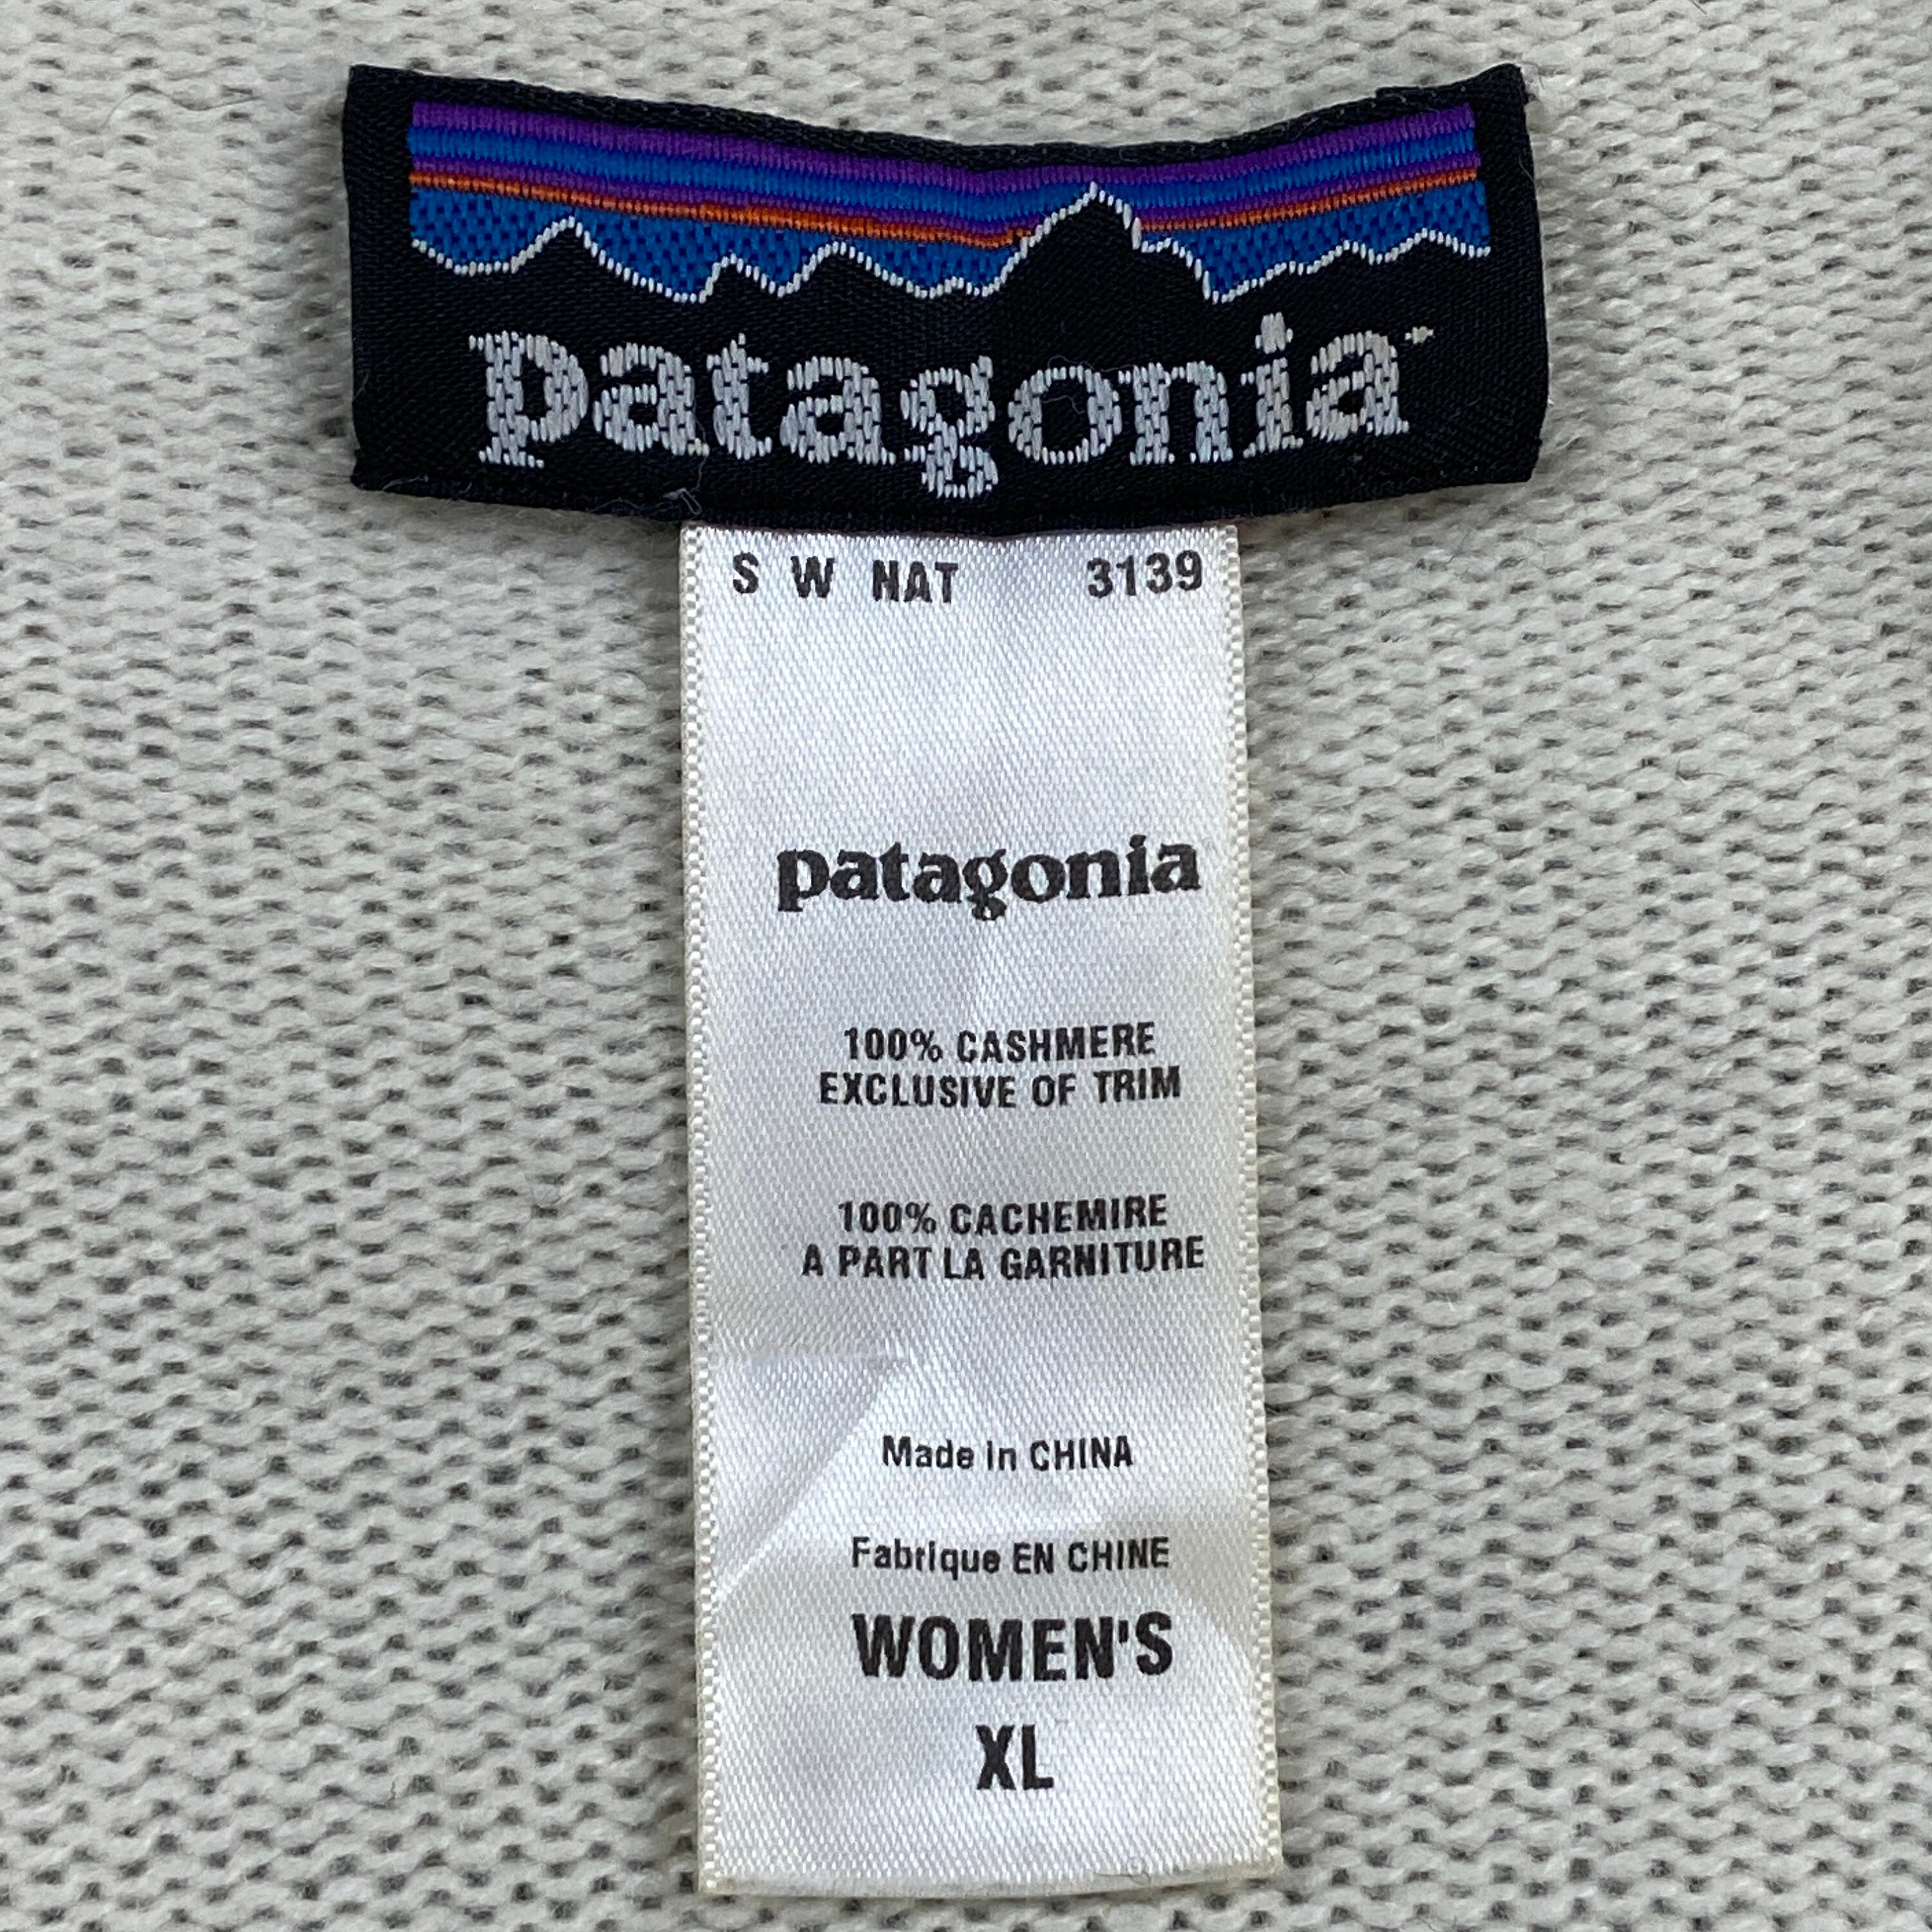 patagonia
S W NAT 3139
patagonia
100% CASHMERE
EXCLUSIVE OF TRIM
100% CACHEMIRE
A PART LA GARNITURE
Made In CHINA
Fabrique EN CHINE
WOMEN'S
XL